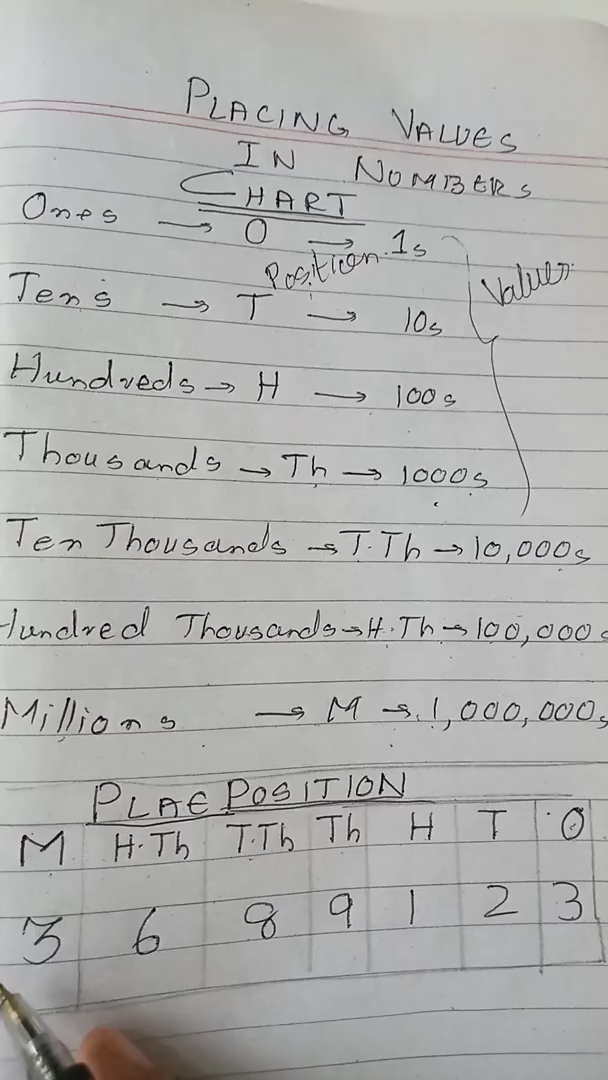 PLACING VALUES
IN NUMBERS
CHART
Ones → O → 1s
Position Values
Tens → T → 10s
Hundreds → H → 100s
Thousands → Th → 1000s
Ten Thousands → T.Th → 10,000s
Hundred Thousands → H.Th → 100,000s
Millions → M → 1,000,000s
PLAE POSITION
M H.Th T.Th Th H T O
3 6 8 9 1 2 3